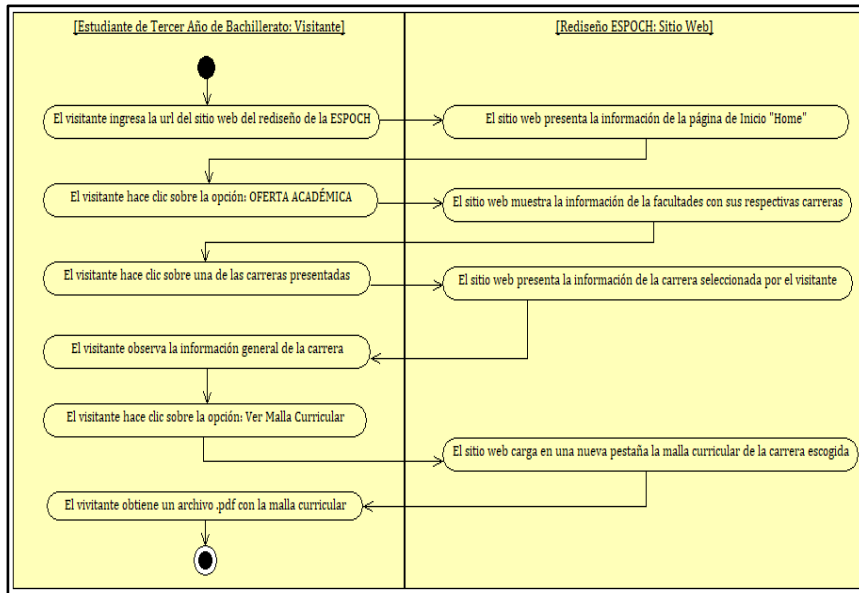 [Estudiante de Tercer Año de Bachillerato: Visitante]
[Rediseño ESPOCH: Sitio Web]
El visitante ingresa la url del sitio web del rediseño de la ESPOCH
El sitio web presenta la información de la página de Inicio "Home"
El visitante hace clic sobre la opción: OFERTA ACADÉMICA
El sitio web muestra la información de la facultades con sus respectivas carreras
El visitante hace clic sobre una de las carreras presentadas
El sitio web presenta la información de la carrera seleccionada por el visitante
El visitante observa la información general de la carrera
El visitante hace clic sobre la opción: Ver Malla Curricular
El sitio web carga en una nueva pestaña la malla curricular de la carrera escogida
El vivitante obtiene un archivo .pdf con la malla curricular